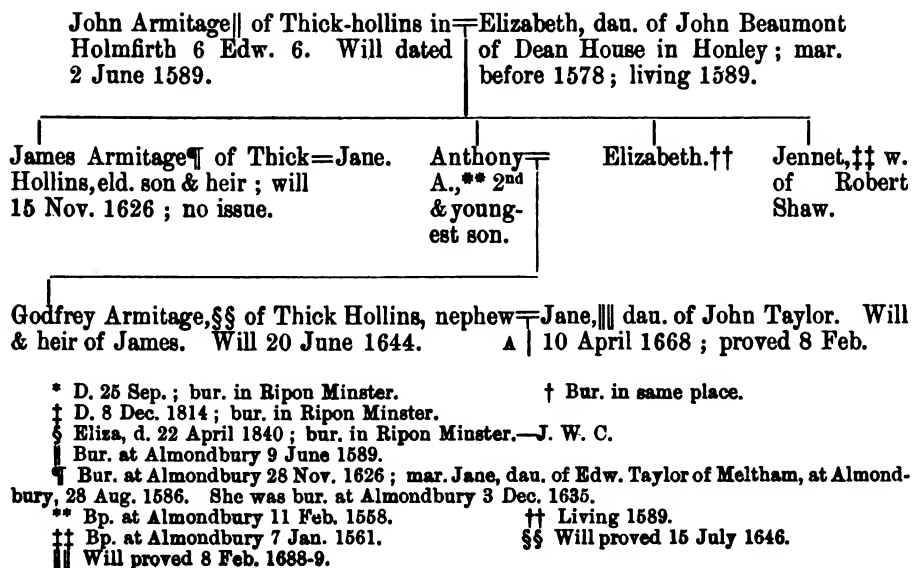 John Armitage‖ of Thick-hollins in=Elizabeth, dau. of John Beaumont
Holmfirth 6 Edw. 6. Will dated of Dean House in Honley ; mar.
2 June 1589. before 1578 ; living 1589.
James Armitage¶ of Thick=Jane. Anthony= Elizabeth.†† Jennet,‡‡ w.
Hollins, eld. son & heir ; will A.,** 2nd of Robert
15 Nov. 1626 ; no issue. & young- Shaw.
est son.
Godfrey Armitage,§§ of Thick Hollins, nephew=Jane,‖‖ dau. of John Taylor. Will
& heir of James. Will 20 June 1644. A 10 April 1668 ; proved 8 Feb.
* D. 25 Sep. ; bur. in Ripon Minster. † Bur. in same place.
‡ D. 8 Dec. 1814 ; bur. in Ripon Minster.
§ Eliza, d. 22 April 1840 ; bur. in Ripon Minster.—J. W. C.
‖ Bur. at Almondbury 9 June 1589.
¶ Bur. at Almondbury 28 Nov. 1626 ; mar. Jane, dau. of Edw. Taylor of Meltham, at Almond-
bury, 28 Aug. 1586. She was bur. at Almondbury 3 Dec. 1635.
** Bp. at Almondbury 11 Feb. 1558. †† Living 1589.
‡‡ Bp. at Almondbury 7 Jan. 1561. §§ Will proved 15 July 1646.
‖‖ Will proved 8 Feb. 1688-9.